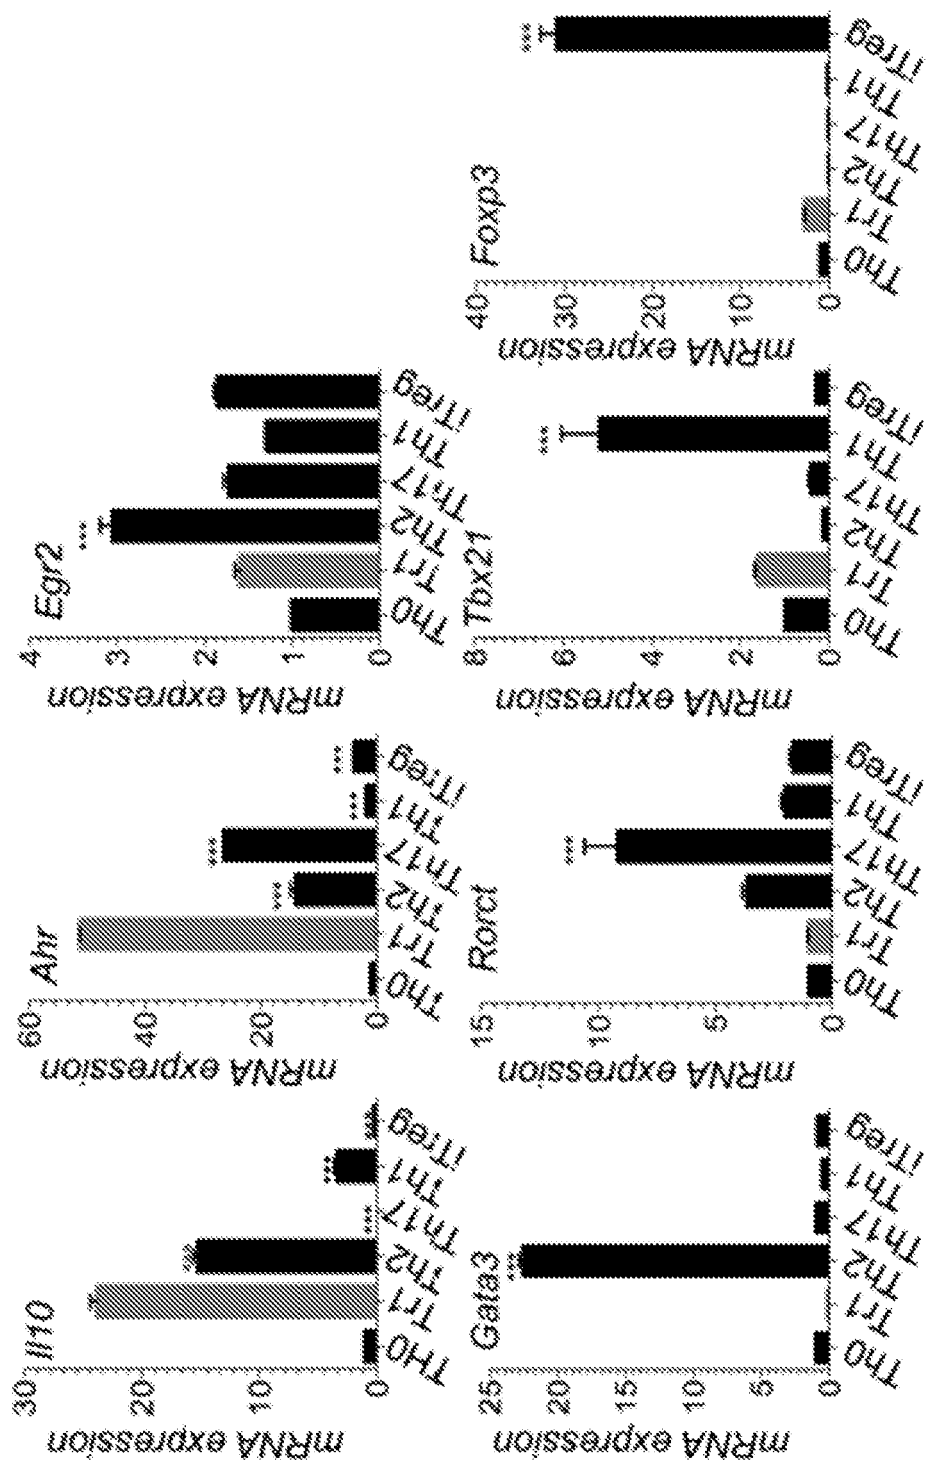 Il10
mRNA expression
30
20
10
0
TH0
Tr1
Th2
Th17
Th1
iTreg
***
***
***
Ahr
mRNA expression
60
40
20
0
Th0
Tr1
Th2
Th17
Th1
iTreg
***
***
***
***
Egr2
mRNA expression
4
3
2
1
0
Th0
Tr1
Th2
Th17
Th1
iTreg
***
Gata3
mRNA expression
25
20
15
10
5
0
Th0
Tr1
Th2
Th17
Th1
iTreg
***
Rorct
mRNA expression
15
10
5
0
Th0
Tr1
Th2
Th17
Th1
iTreg
***
Tbx21
mRNA expression
8
6
4
2
0
Th0
Tr1
Th2
Th17
Th1
iTreg
***
Foxp3
mRNA expression
40
30
20
10
0
Th0
Tr1
Th2
Th17
Th1
iTreg
***